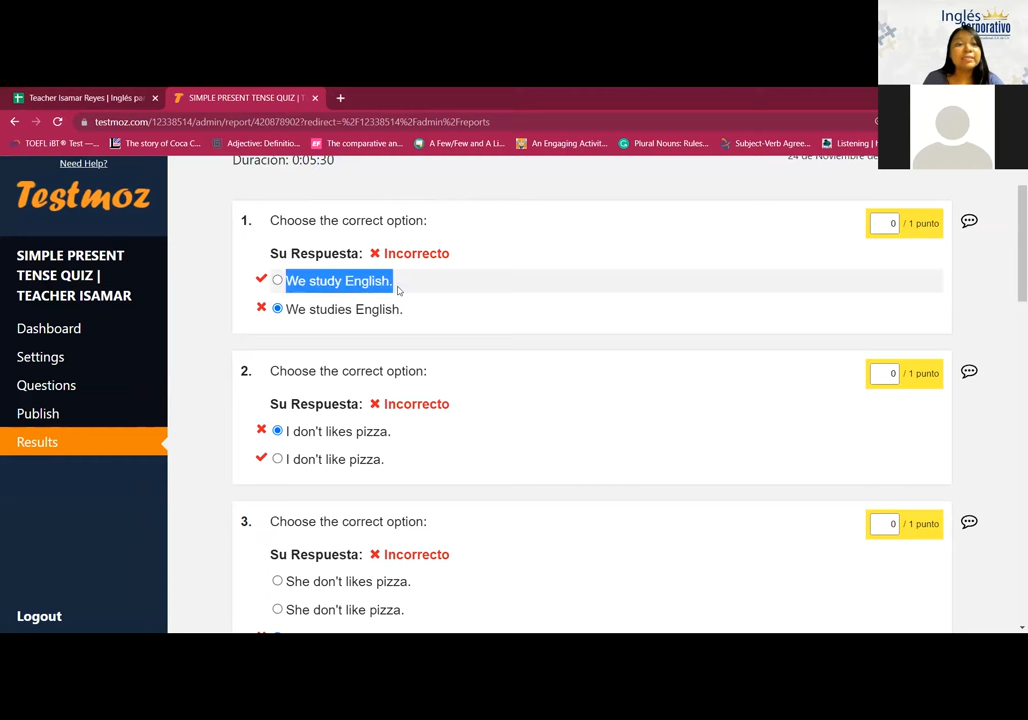 Inglés
Corporativo
Teacher Isamar Reyes | Inglés pa
SIMPLE PRESENT TENSE QUIZ | T
testmoz.com/12338514/admin/report/420878902?redirect=%2F12338514%2Fadmin%2Freports
TOEFL iBT® Test —...
The story of Coca C...
Adjective: Definitio...
The comparative an...
A Few/Few and A Li...
An Engaging Activit...
Plural Nouns: Rules...
Subject-Verb Agree...
Listening |
Need Help?
Testmoz
SIMPLE PRESENT
TENSE QUIZ |
TEACHER ISAMAR
Dashboard
Settings
Questions
Publish
Results
Logout
Duración: 0:05:30
24 de Noviembre de
1. Choose the correct option:
0 / 1 punto
Su Respuesta: ✖ Incorrecto
We study English.
We studies English.
2. Choose the correct option:
0 / 1 punto
Su Respuesta: ✖ Incorrecto
I don't likes pizza.
I don't like pizza.
3. Choose the correct option:
0 / 1 punto
Su Respuesta: ✖ Incorrecto
She don't likes pizza.
She don't like pizza.